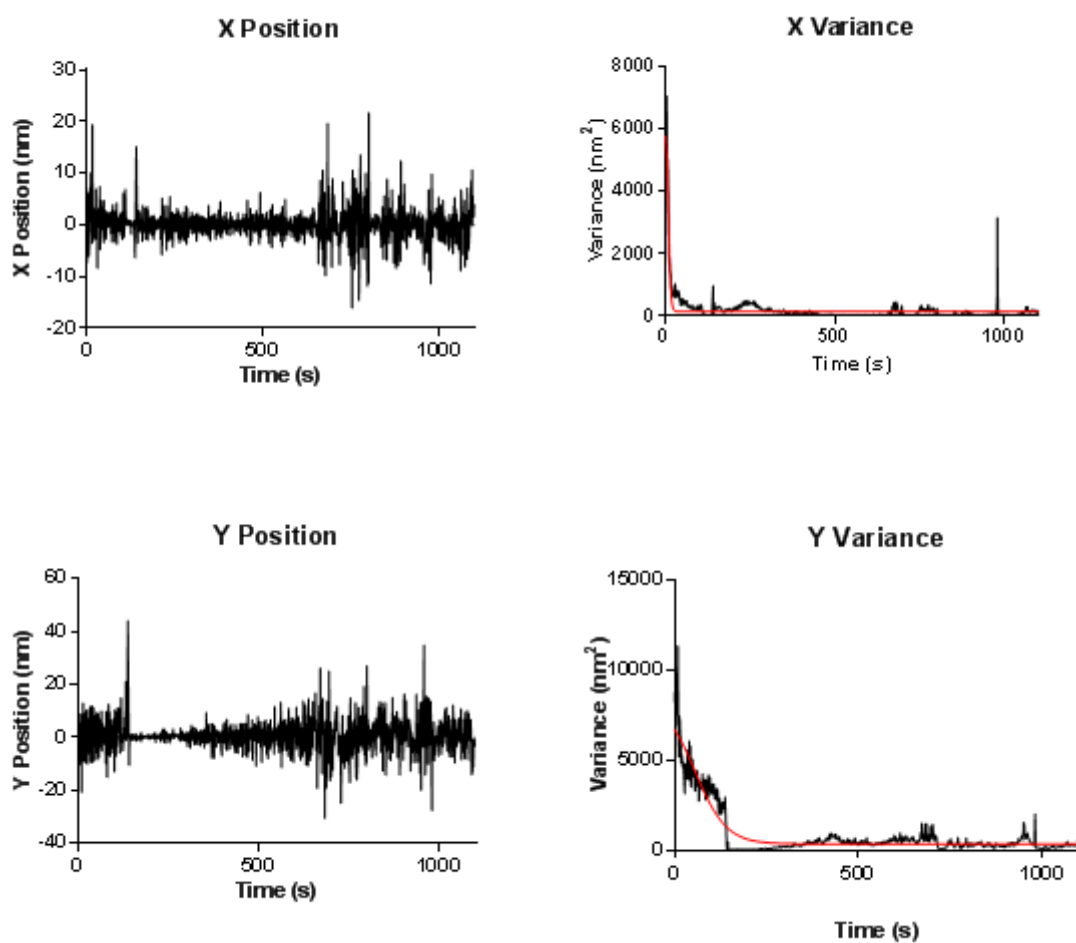 X Position
30
20
10
0
-10
-20
X Position (nm)
0
500
1000
Time (s)
X Variance
8000
6000
4000
2000
0
Variance (nm²)
0
500
1000
Time (s)
Y Position
60
40
20
0
-20
-40
Y Position (nm)
0
500
1000
Time (s)
Y Variance
15000
10000
5000
0
Variance (nm²)
0
500
1000
Time (s)